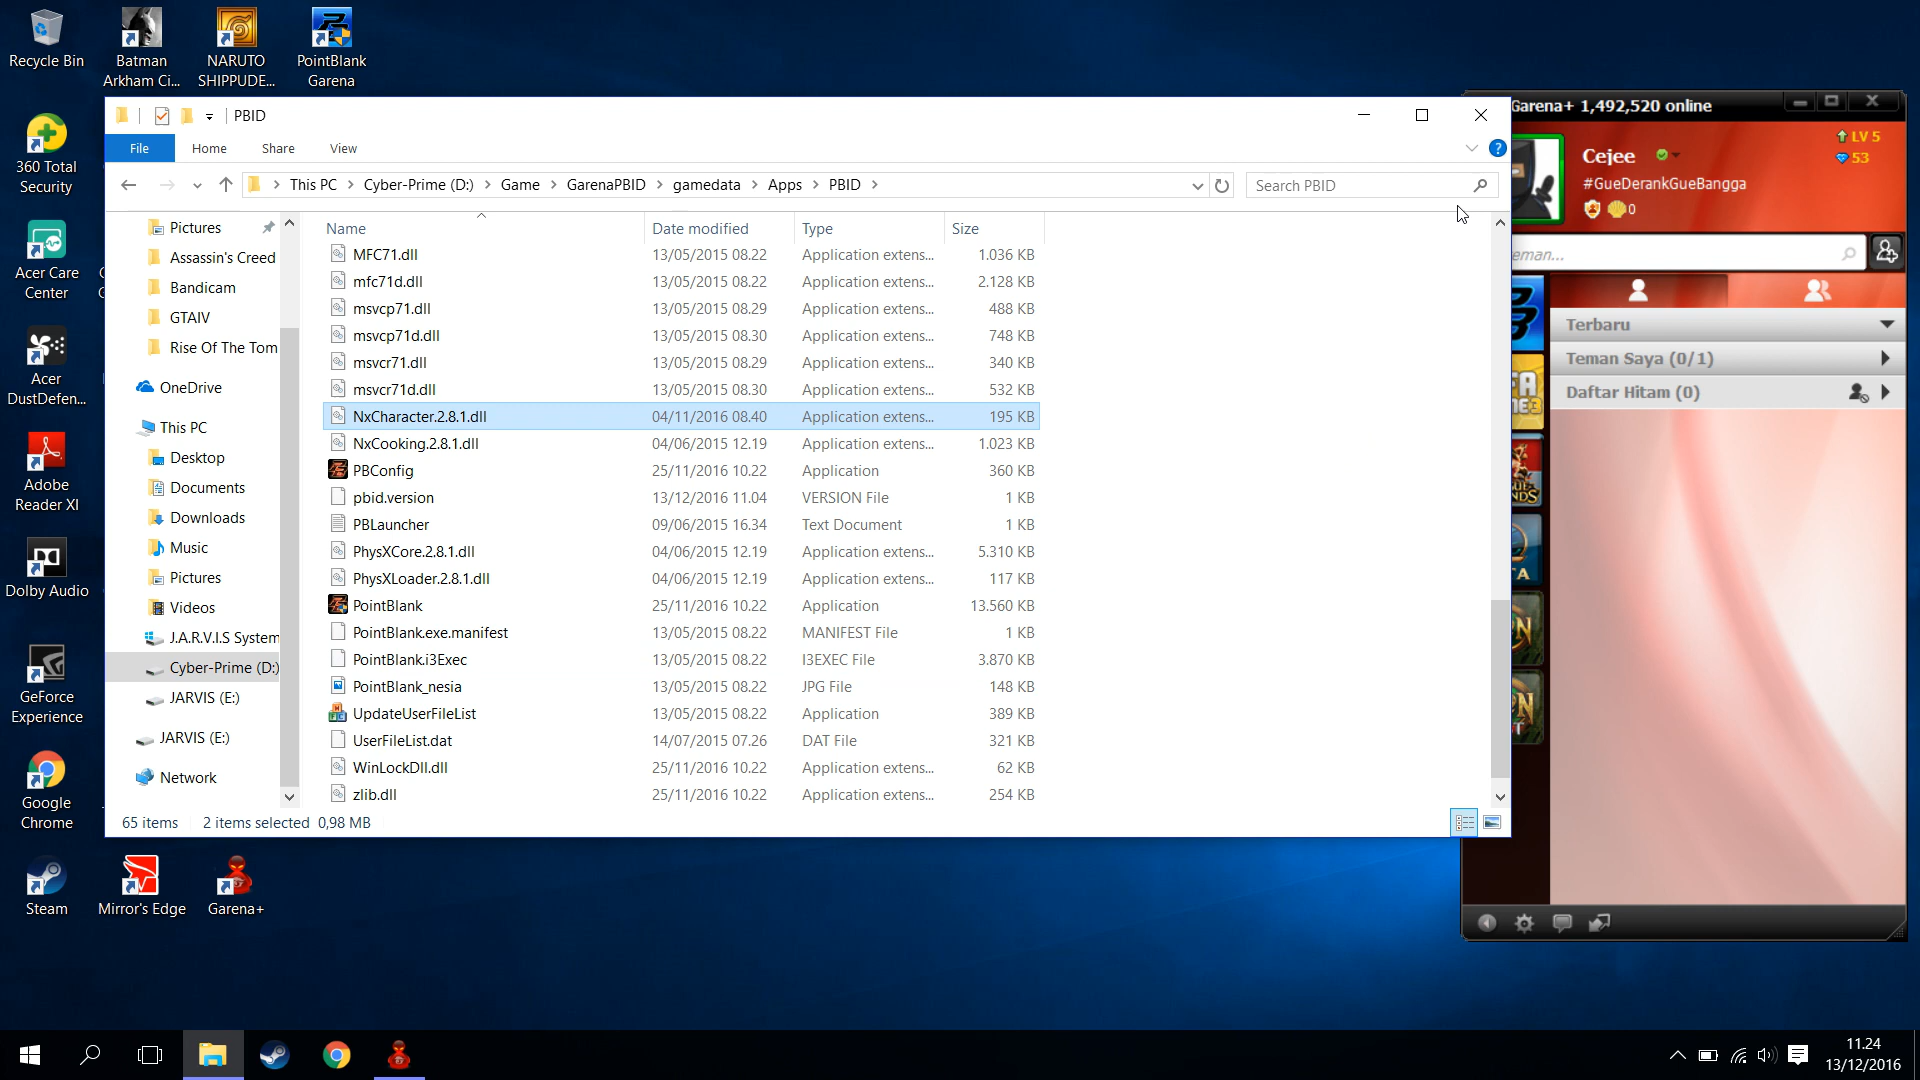 Recycle Bin
Batman
Arkham Ci...
NARUTO
SHIPPUDE...
PointBlank
Garena
360 Total
Security
Acer Care
Center
Acer
DustDefen...
Adobe
Reader XI
Dolby Audio
GeForce
Experience
Google
Chrome
Steam
Mirror's Edge
Garena+
PBID
File
Home
Share
View
This PC
Cyber-Prime (D:)
Game
GarenaPBID
gamedata
Apps
PBID
Search PBID
Pictures
Assassin's Creed
Bandicam
GTAIV
Rise Of The Tom
OneDrive
This PC
Desktop
Documents
Downloads
Music
Pictures
Videos
J.A.R.V.I.S System
Cyber-Prime (D:)
JARVIS (E:)
JARVIS (E:)
Network
Name Date modified Type Size
MFC71.dll 13/05/2015 08.22 Application extens... 1.036 KB
mfc71d.dll 13/05/2015 08.22 Application extens... 2.128 KB
msvcp71.dll 13/05/2015 08.29 Application extens... 488 KB
msvcp71d.dll 13/05/2015 08.30 Application extens... 748 KB
msvcr71.dll 13/05/2015 08.29 Application extens... 340 KB
msvcr71d.dll 13/05/2015 08.30 Application extens... 532 KB
NxCharacter.2.8.1.dll 04/11/2016 08.40 Application extens... 195 KB
NxCooking.2.8.1.dll 04/06/2015 12.19 Application extens... 1.023 KB
PBConfig 25/11/2016 10.22 Application 360 KB
pbid.version 13/12/2016 11.04 VERSION File 1 KB
PBLauncher 09/06/2015 16.34 Text Document 1 KB
PhysXCore.2.8.1.dll 04/06/2015 12.19 Application extens... 5.310 KB
PhysXLoader.2.8.1.dll 04/06/2015 12.19 Application extens... 117 KB
PointBlank 25/11/2016 10.22 Application 13.560 KB
PointBlank.exe.manifest 13/05/2015 08.22 MANIFEST File 1 KB
PointBlank.i3Exec 13/05/2015 08.22 I3EXEC File 3.870 KB
PointBlank_nesia 13/05/2015 08.22 JPG File 148 KB
UpdateUserFileList 13/05/2015 08.22 Application 389 KB
UserFileList.dat 14/07/2015 07.26 DAT File 321 KB
WinLockDll.dll 25/11/2016 10.22 Application extens... 62 KB
zlib.dll 25/11/2016 10.22 Application extens... 254 KB
65 items 2 items selected 0,98 MB
Garena+ 1,492,520 online
LV 5
53
Cejee
#GueDerankGueBangga
0
eman...
Terbaru
Teman Saya (0/1)
Daftar Hitam (0)
11.24
13/12/2016